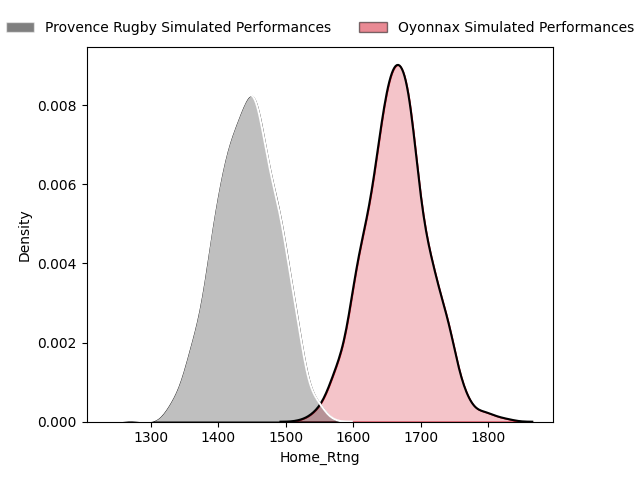 Provence Rugby Simulated Performances
Oyonnax Simulated Performances
0.008
0.006
0.004
0.002
0.000
Density
1300 1400 1500 1600 1700 1800
Home_Rtng